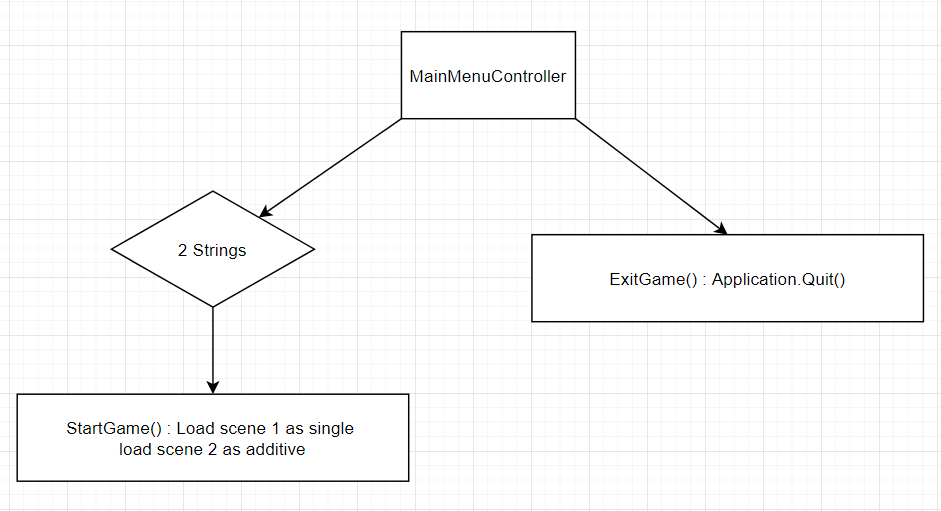 MainMenuController
2 Strings
ExitGame() : Application.Quit()
StartGame() : Load scene 1 as single
load scene 2 as additive